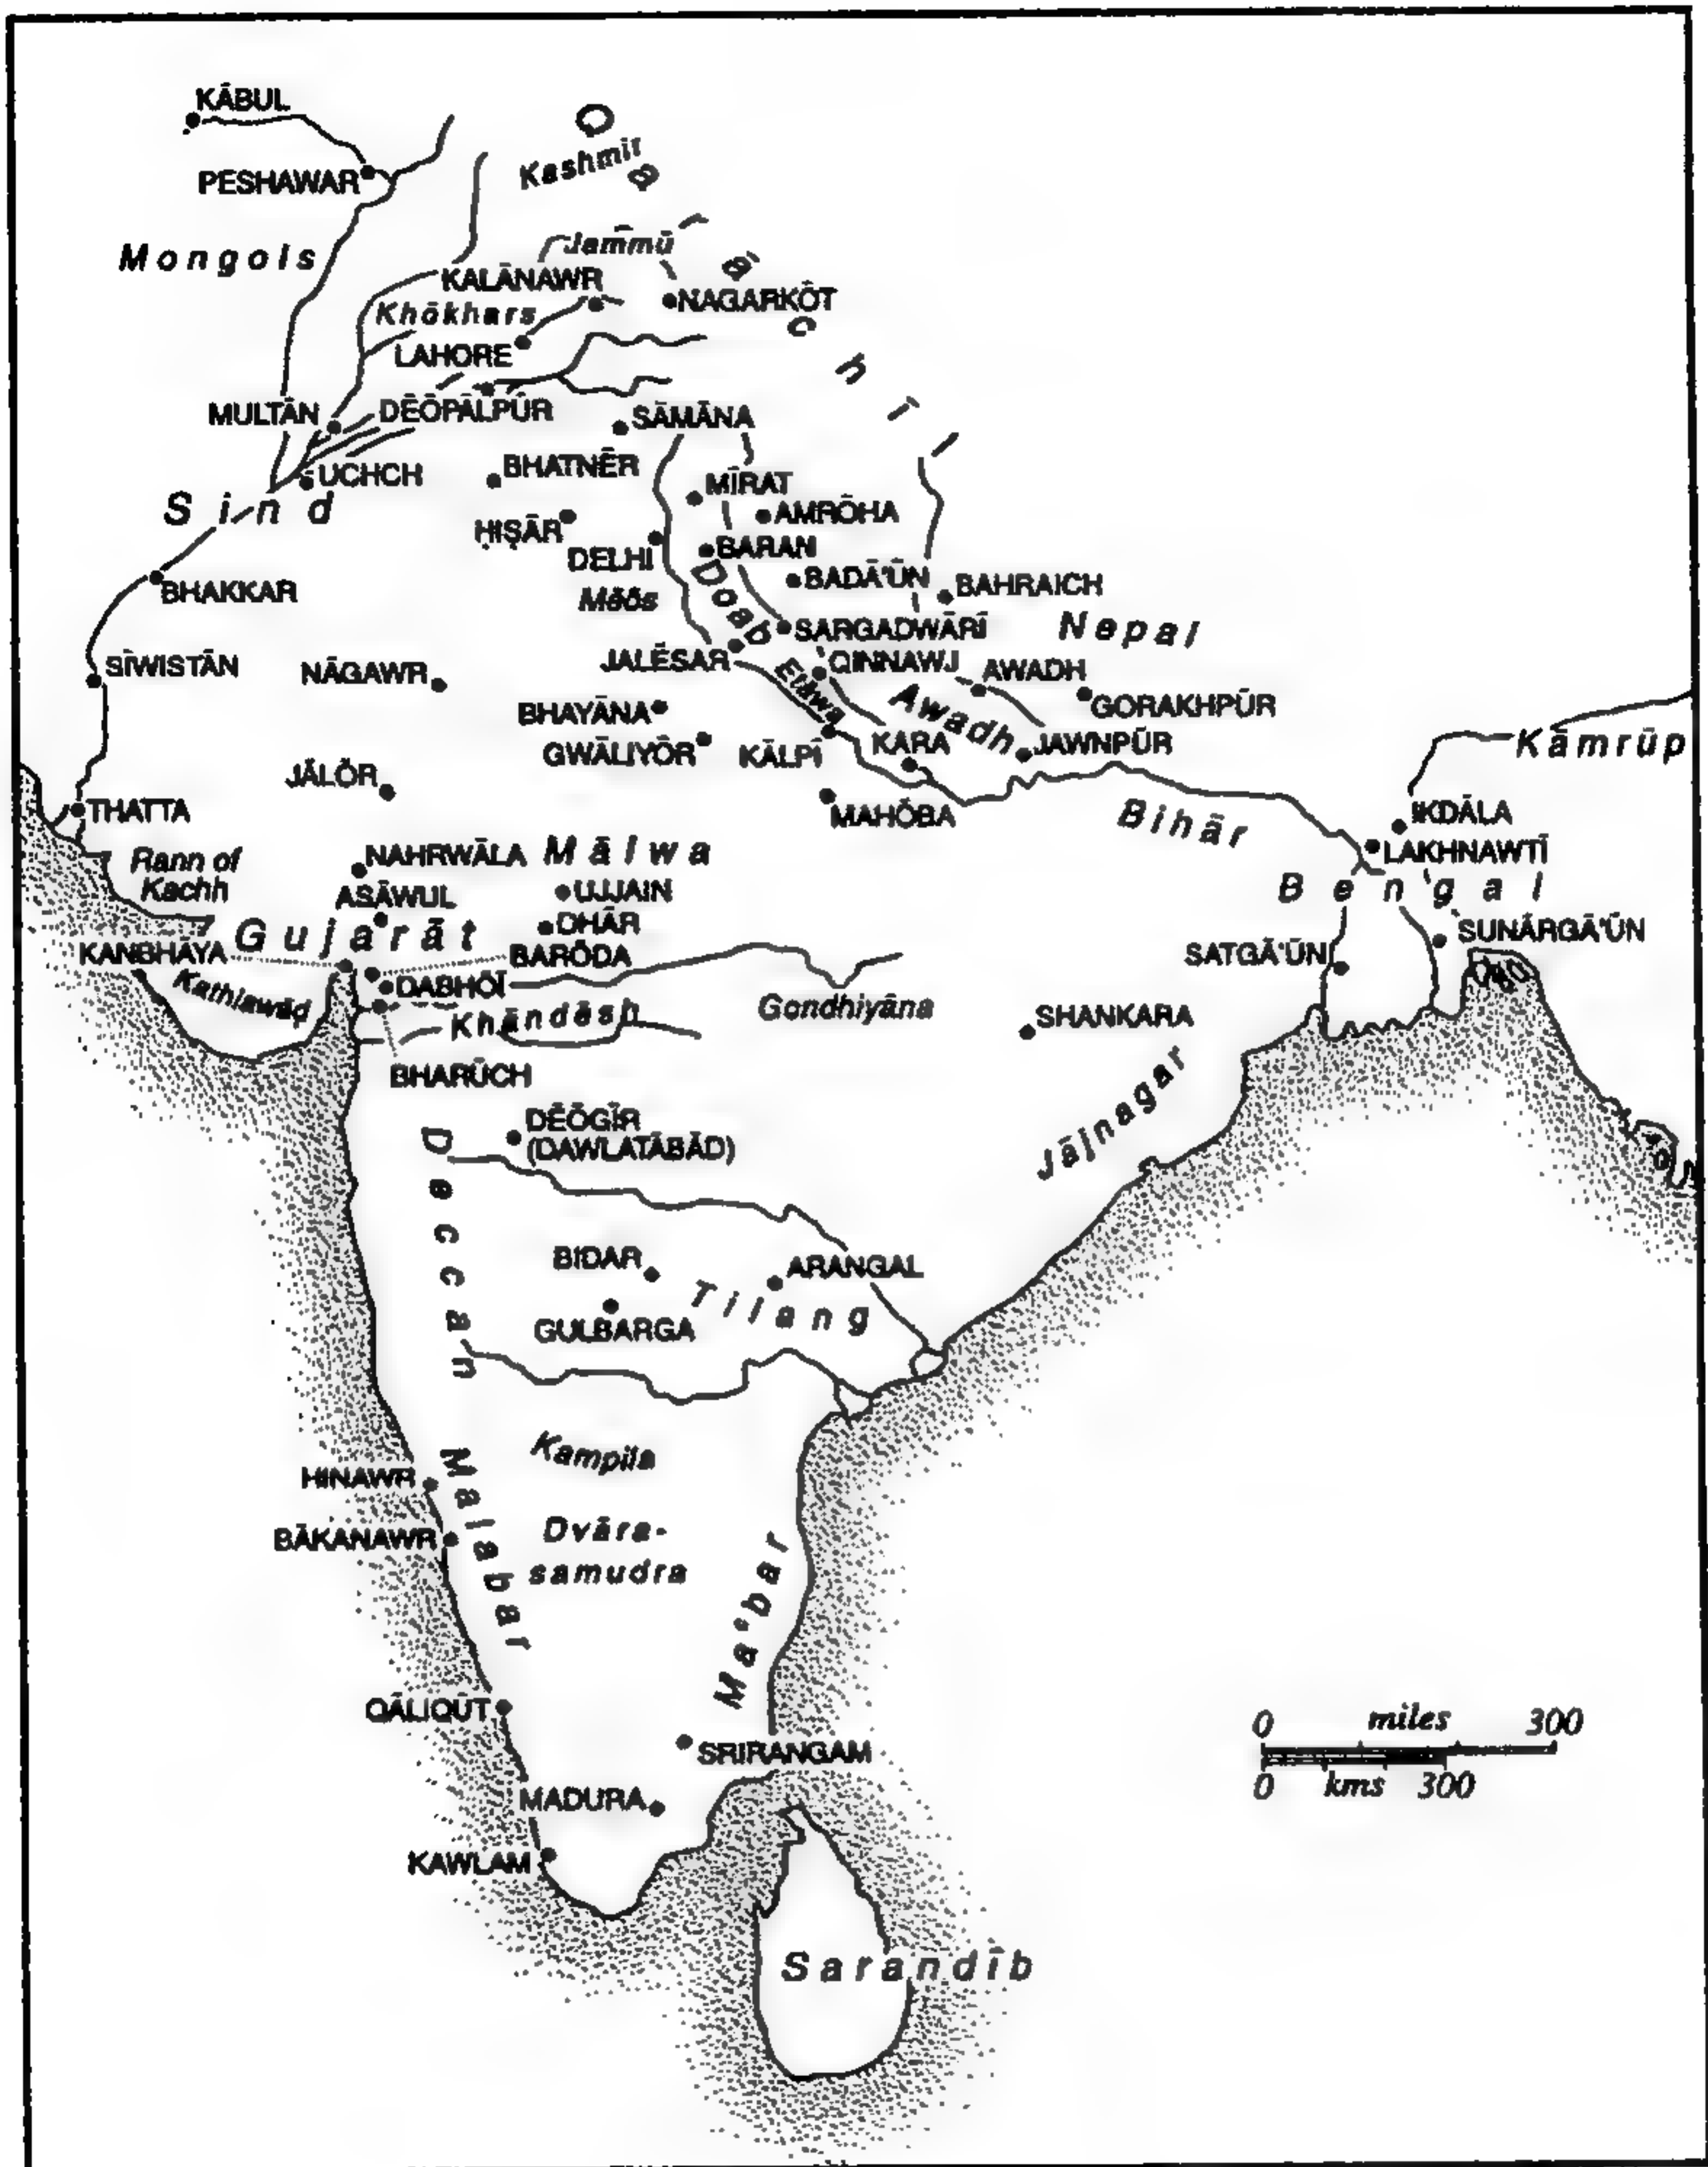 KĀBUL
Qarāchīl
Kashmir
PESHAWAR
Mongols
Jammū
KALĀNAWR
NAGARKŌT
Khōkhars
LAHORE
MULTĀN
DĒŌPĀLPŪR
SĀMĀNA
UCHCH
BHATNĒR
MĪRAT
Sind
AMRŌHA
ḤIṢĀR
DELHI
BARAN
Doab
BADĀ'ŪN
BAHRAICH
BHAKKAR
Mēōs
SARGADWĀRĪ
Nepal
SĪWISTĀN
NĀGAWR
JALĒSAR
QINNAWJ
AWADH
Etāwa
Awadh
GORAKHPŪR
BHAYĀNA
GWĀLIYŌR
KĀLPĪ
KARA
JAWNPŪR
Kāmrūp
JĀLŌR
THATTA
MAHŌBA
Bihār
IKDĀLA
LAKHNAWTĪ
Rann of
Kachh
NAHRWĀLA
Mālwa
ASĀWUL
UJJAIN
Bengal
Gujarāt
DHĀR
SUNĀRGĀ'ŪN
KANBHĀYA
BARŌDA
SATGĀ'ŪN
Kathiawāḍ
DABHŌĪ
Khāndēsh
Gondhiyāna
SHANKARA
BHARŪCH
Jājnagar
DĒŌGĪR
(DAWLATĀBĀD)
Deccan
BIDAR
ARANGAL
Tilang
GULBARGA
Kampila
HINAWR
Malabar
BĀKANAWR
Dvāra-
samudra
Ma‘bar
QĀLIQŪT
SRIRANGAM
0 miles 300
0 kms 300
MADURA
KAWLAM
Sarandīb